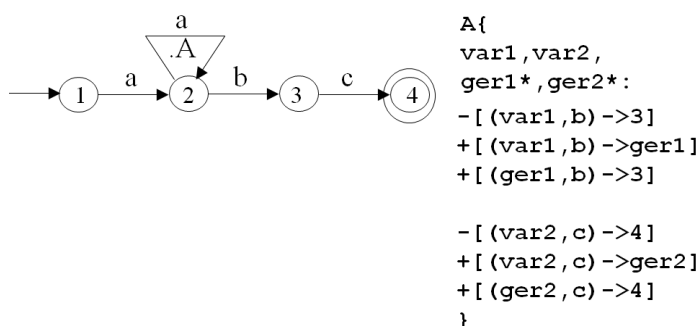 a
.A
a
b
c
1
2
3
4
A{
var1,var2,
ger1*,ger2*:
-[(var1,b)->3]
+[(var1,b)->ger1]
+[(ger1,b)->3]
-[(var2,c)->4]
+[(var2,c)->ger2]
+[(ger2,c)->4]
}